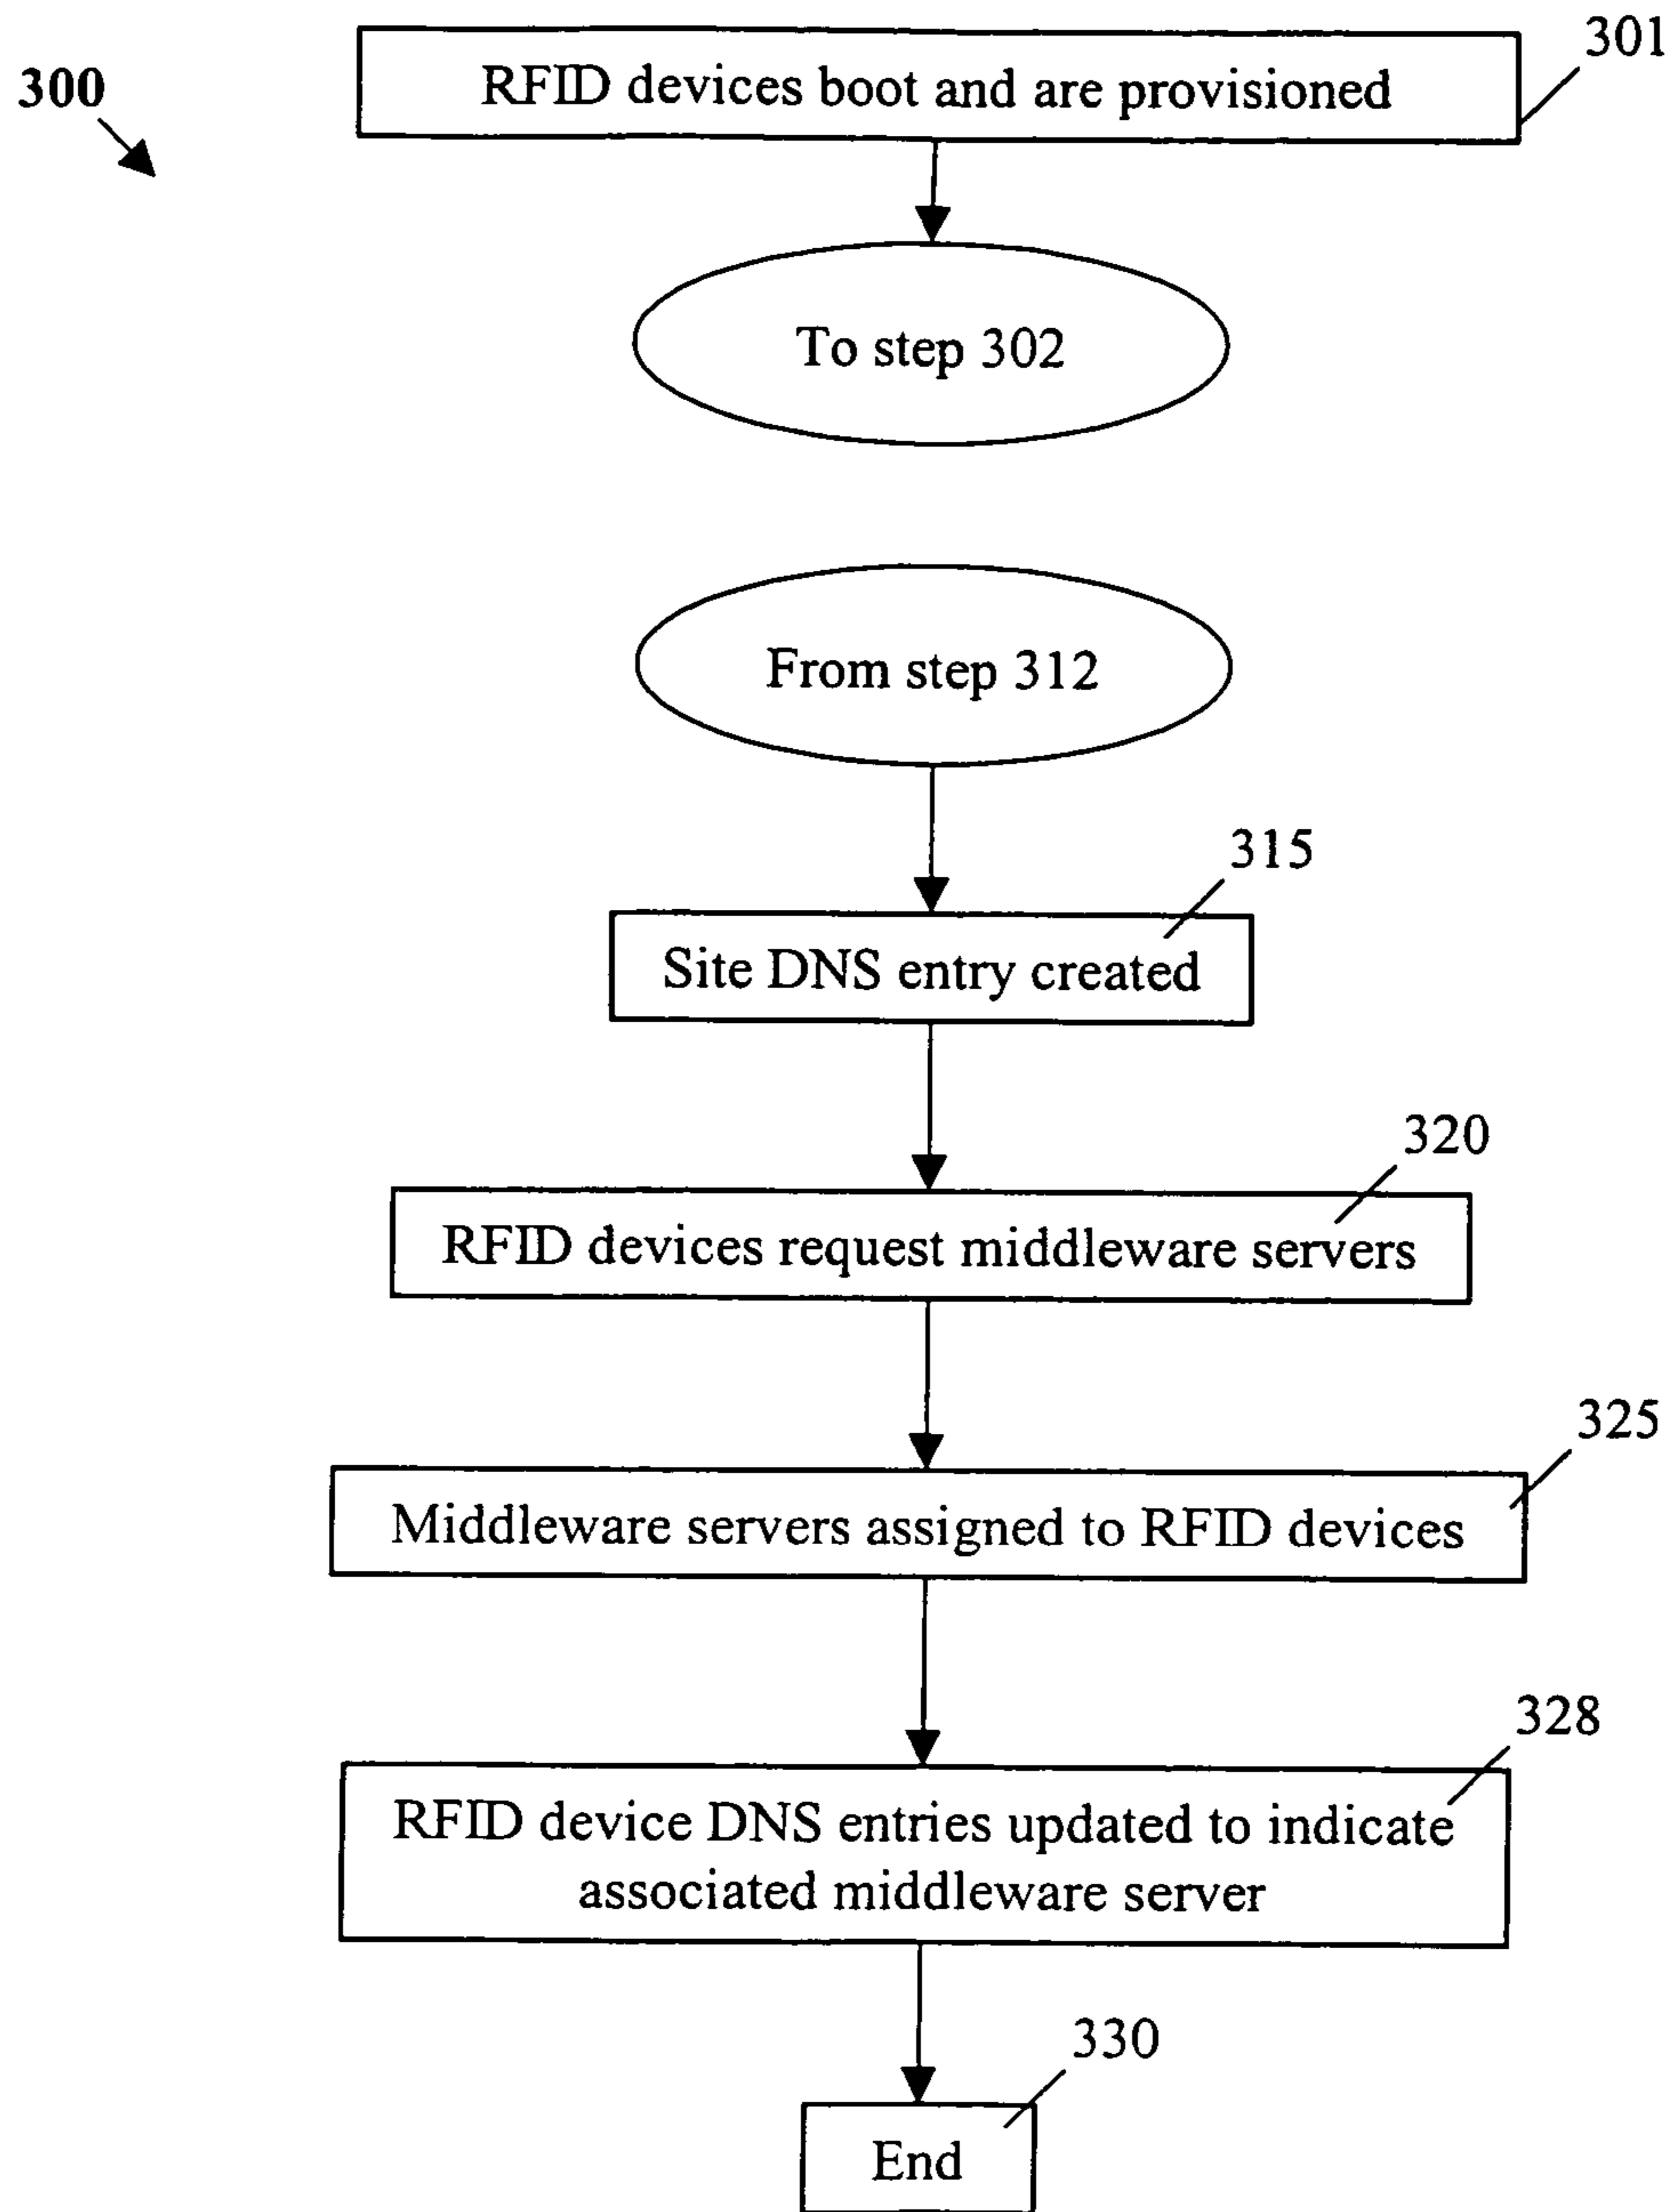 301
300
RFID devices boot and are provisioned
To step 302
From step 312
315
Site DNS entry created
320
RFID devices request middleware servers
325
Middleware servers assigned to RFID devices
328
RFID device DNS entries updated to indicate
associated middleware server
330
End